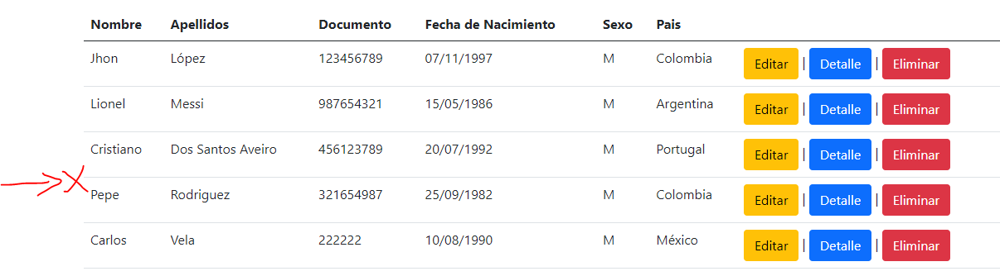 Nombre Apellidos Documento Fecha de Nacimiento Sexo Pais
Jhon López 123456789 07/11/1997 M Colombia Editar | Detalle | Eliminar
Lionel Messi 987654321 15/05/1986 M Argentina Editar | Detalle | Eliminar
Cristiano Dos Santos Aveiro 456123789 20/07/1992 M Portugal Editar | Detalle | Eliminar
Pepe Rodriguez 321654987 25/09/1982 M Colombia Editar | Detalle | Eliminar
Carlos Vela 222222 10/08/1990 M México Editar | Detalle | Eliminar